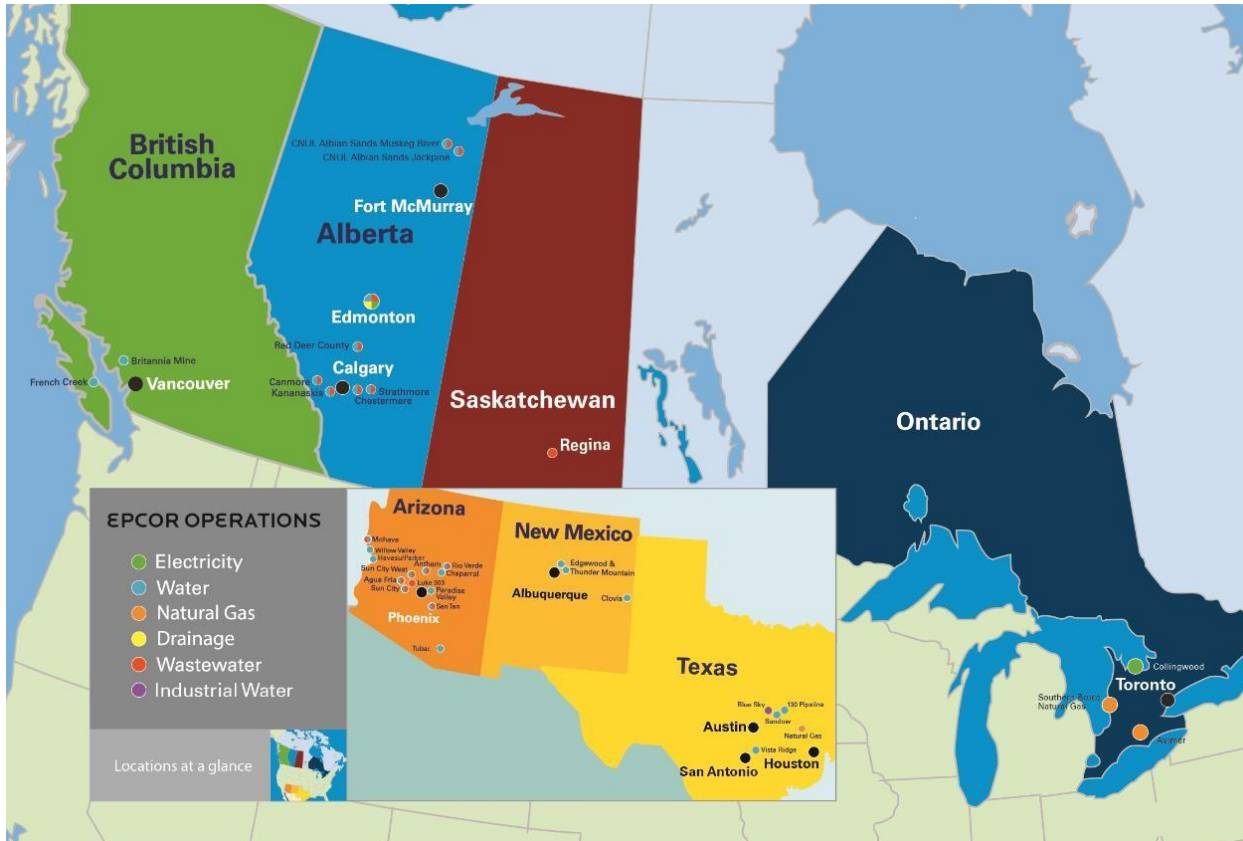 British
Columbia
CNUL Albian Sands Muskeg River
CNUL Albian Sands Jackpine
Fort McMurray
Alberta
Edmonton
Red Deer County
Calgary
Canmore
Kananaskis
Strathmore
Chestermere
Britannia Mine
French Creek
Vancouver
Saskatchewan
Regina
Ontario
Collingwood
Toronto
Southern Bruce
Natural Gas
Aylmer
EPCOR OPERATIONS
Electricity
Water
Natural Gas
Drainage
Wastewater
Industrial Water
Locations at a glance
Arizona
Mohave
Willow Valley
Havasu/Parker
Anthem
Rio Verde
Sun City West
Chaparral
Agua Fria
Luke 303
Sun City
Paradise
Valley
San Tan
Phoenix
Tubac
New Mexico
Edgewood &
Thunder Mountain
Albuquerque
Clovis
Texas
Blue Sky
130 Pipeline
Sandow
Austin
Natural Gas
Vista Ridge
Houston
San Antonio